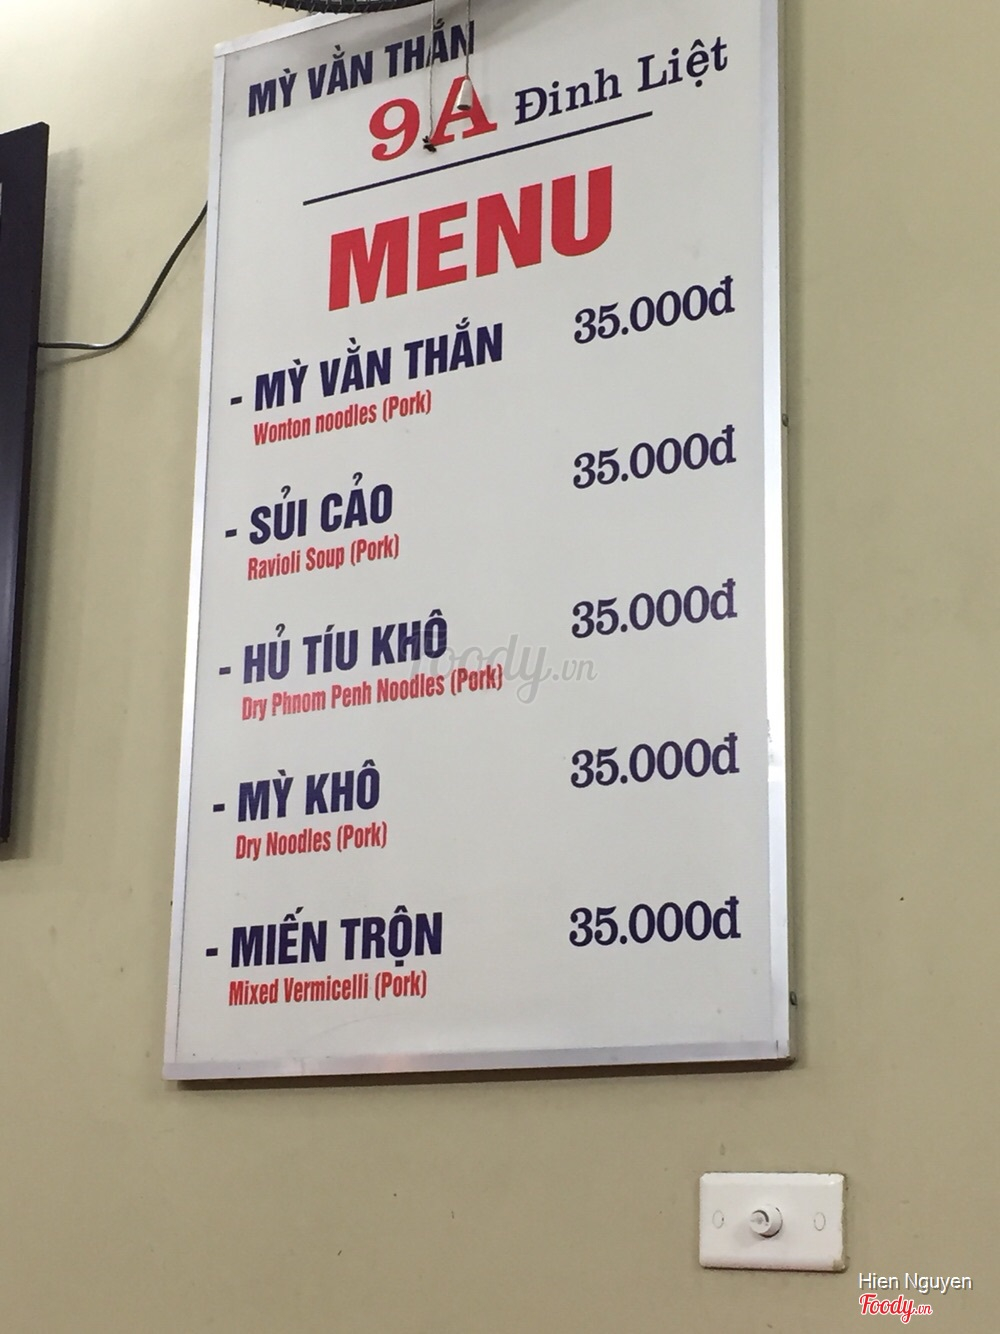 MỲ VẰN THẮN
9A Đinh Liệt
MENU
- MỲ VẰN THẮN 35.000đ
Wonton noodles (Pork)
- SỦI CẢO 35.000đ
Ravioli Soup (Pork)
- HỦ TÍU KHÔ 35.000đ
Dry Phnom Penh Noodles (Pork)
- MỲ KHÔ 35.000đ
Dry Noodles (Pork)
- MIẾN TRỘN 35.000đ
Mixed Vermicelli (Pork)
Foody.vn
Hien Nguyen
Foody.vn